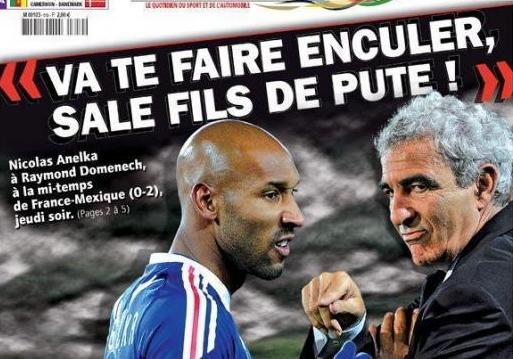 CAMEROUN - DANEMARK
LE QUOTIDIEN DU SPORT ET DE L'AUTOMOBILE
« VA TE FAIRE ENCULER,
SALE FILS DE PUTE ! »
Nicolas Anelka
à Raymond Domenech,
à la mi-temps
de France-Mexique (0-2),
jeudi soir. (Pages 2 à 5)